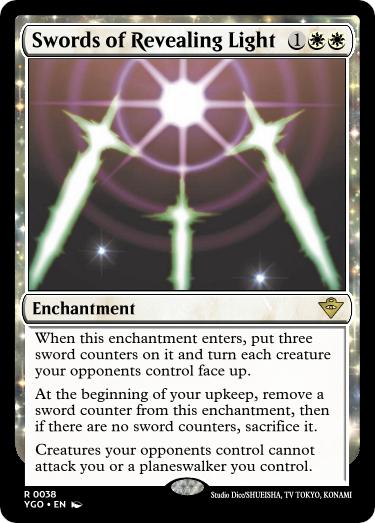 Swords of Revealing Light 1
Enchantment
When this enchantment enters, put three
sword counters on it and turn each creature
your opponents control face up.
At the beginning of your upkeep, remove a
sword counter from this enchantment, then
if there are no sword counters, sacrifice it.
Creatures your opponents control cannot
attack you or a planeswalker you control.
R 0038
YGO • EN Studio Dice/SHUEISHA, TV TOKYO, KONAMI